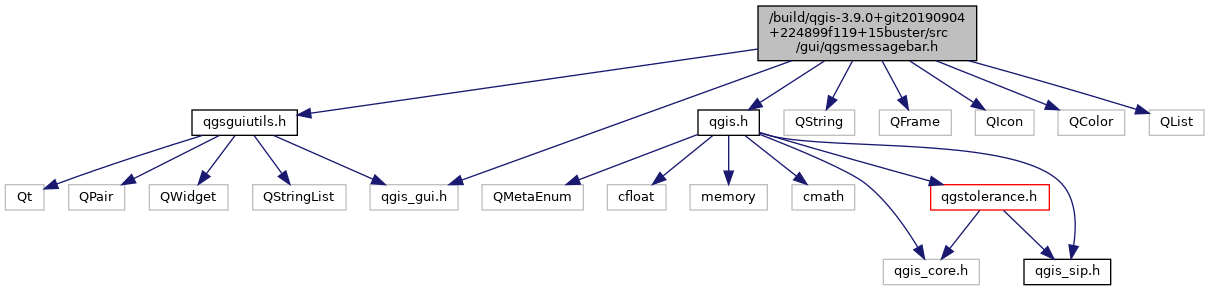 /build/qgis-3.9.0+git20190904
+224899f119+15buster/src
/gui/qgsmessagebar.h
qgsguiutils.h
qgis.h
QString
QFrame
QIcon
QColor
QList
Qt
QPair
QWidget
QStringList
qgis_gui.h
QMetaEnum
cfloat
memory
cmath
qgstolerance.h
qgis_core.h
qgis_sip.h